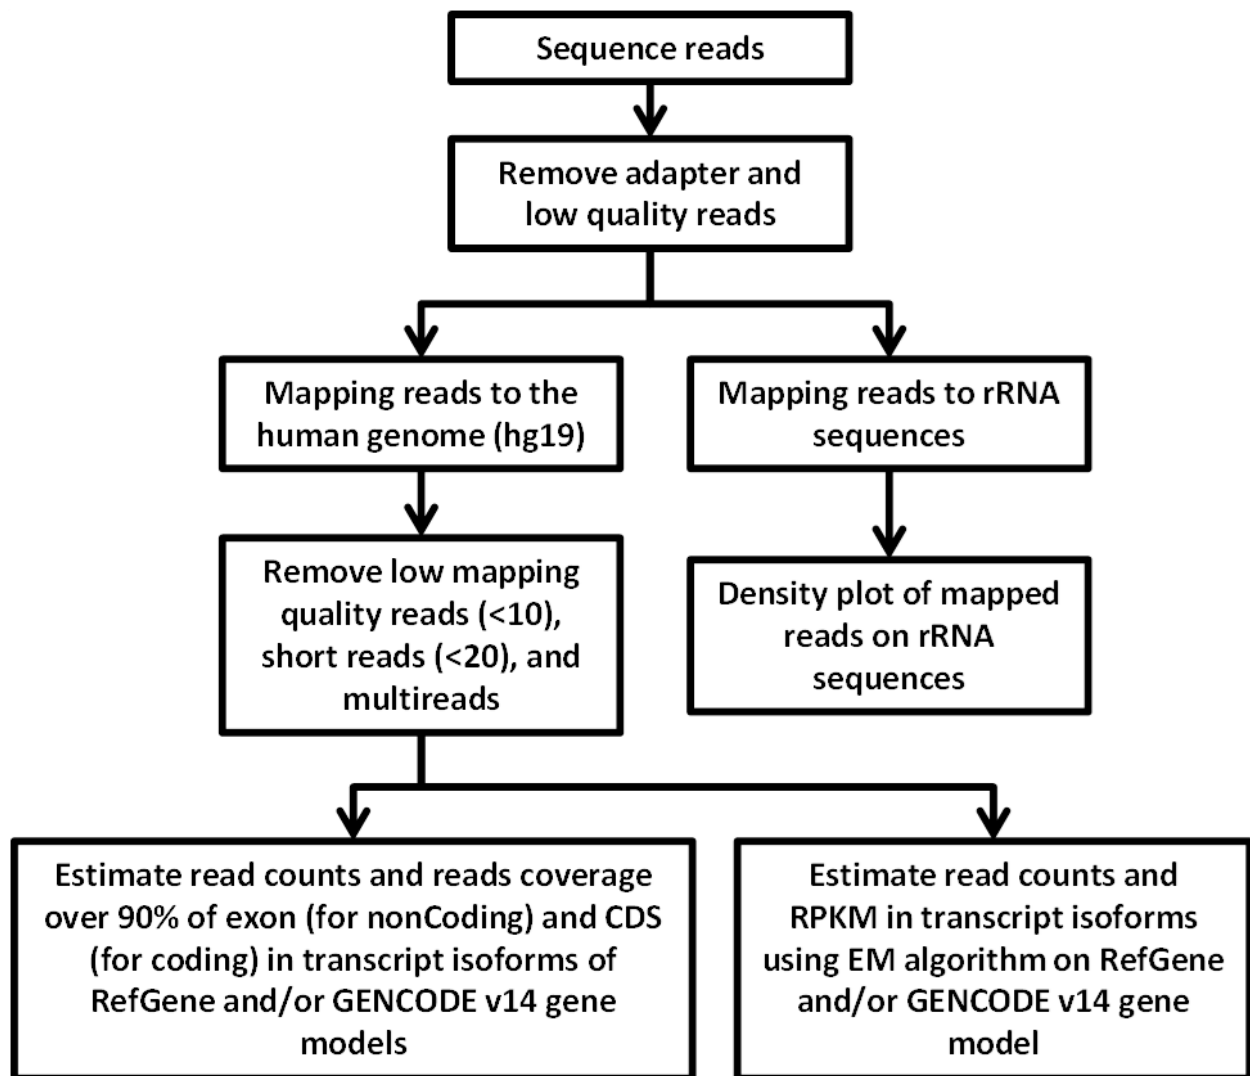 Sequence reads
Remove adapter and
low quality reads
Mapping reads to the
human genome (hg19)
Mapping reads to rRNA
sequences
Remove low mapping
quality reads (<10),
short reads (<20), and
multireads
Density plot of mapped
reads on rRNA
sequences
Estimate read counts and reads coverage
over 90% of exon (for nonCoding) and CDS
(for coding) in transcript isoforms of
RefGene and/or GENCODE v14 gene
models
Estimate read counts and
RPKM in transcript isoforms
using EM algorithm on RefGene
and/or GENCODE v14 gene
model